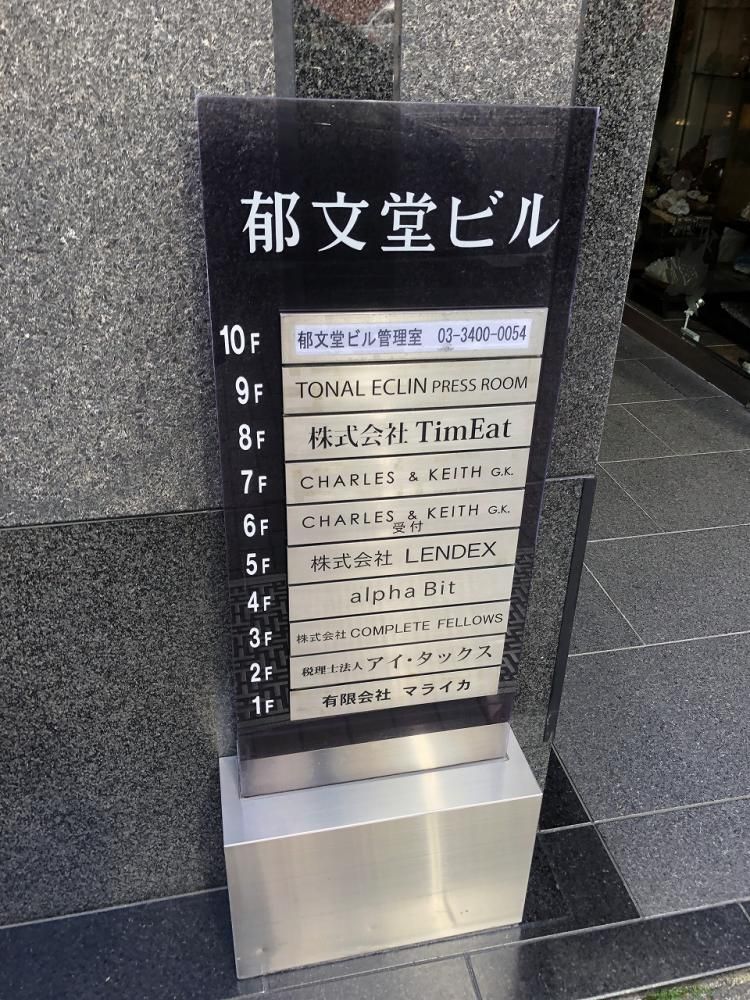 郁文堂ビル
10F 郁文堂ビル管理室 03-3400-0054
9F TONAL ECLIN PRESS ROOM
8F 株式会社 TimEat
7F CHARLES & KEITH G.K.
6F CHARLES & KEITH G.K.
受付
5F 株式会社 LENDEX
4F alpha Bit
3F 株式会社 COMPLETE FELLOWS
2F 税理士法人 アイ・タックス
1F 有限会社 マライカ